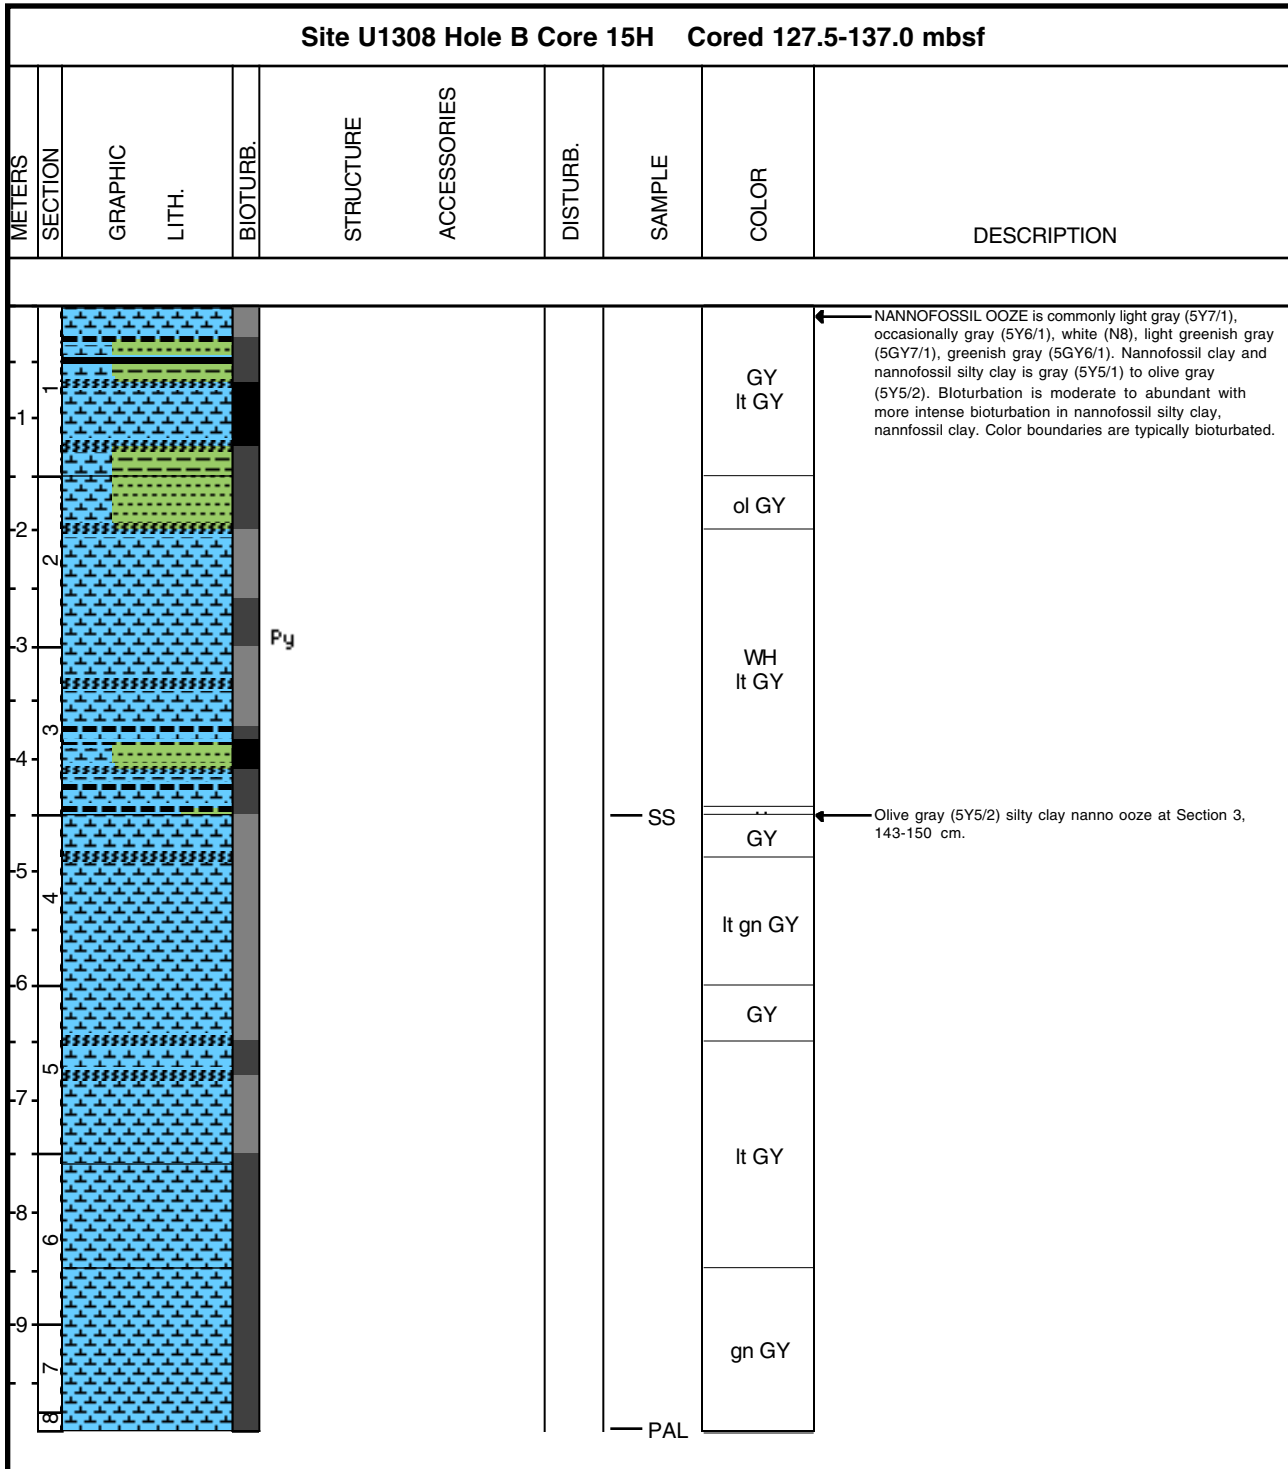 Site U1308 Hole B Core 15H Cored 127.5-137.0 mbsf
METERS
SECTION
GRAPHIC
LITH.
BIOTURB.
STRUCTURE
ACCESSORIES
DISTURB.
SAMPLE
COLOR
DESCRIPTION
NANNOFOSSIL OOZE is commonly light gray (5Y7/1),
occasionally gray (5Y6/1), white (N8), light greenish gray
(5GY7/1), greenish gray (5GY6/1). Nannofossil clay and
nannofossil silty clay is gray (5Y5/1) to olive gray
(5Y5/2). BIoturbation is moderate to abundant with
more intense bioturbation in nannofossil silty clay,
nannfossil clay. Color boundaries are typically bioturbated.
1
GY
lt GY
1
ol GY
2
2
Py
3
WH
lt GY
3
4
SS
Olive gray (5Y5/2) silty clay nanno ooze at Section 3,
143-150 cm.
GY
5
4
lt gn GY
6
GY
5
7
lt GY
8
6
9
gn GY
7
8
PAL